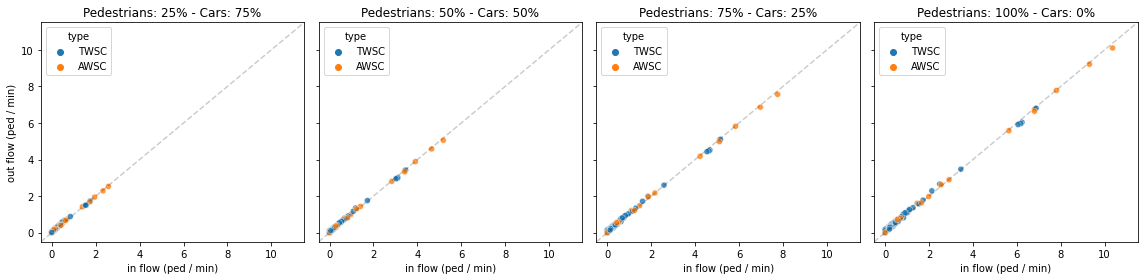 Pedestrians: 25% - Cars: 75%
type
TWSC
AWSC
10
8
6
4
2
0
out flow (ped / min)
0 2 4 6 8 10
in flow (ped / min)
Pedestrians: 50% - Cars: 50%
type
TWSC
AWSC
0 2 4 6 8 10
in flow (ped / min)
Pedestrians: 75% - Cars: 25%
type
TWSC
AWSC
0 2 4 6 8 10
in flow (ped / min)
Pedestrians: 100% - Cars: 0%
type
TWSC
AWSC
0 2 4 6 8 10
in flow (ped / min)